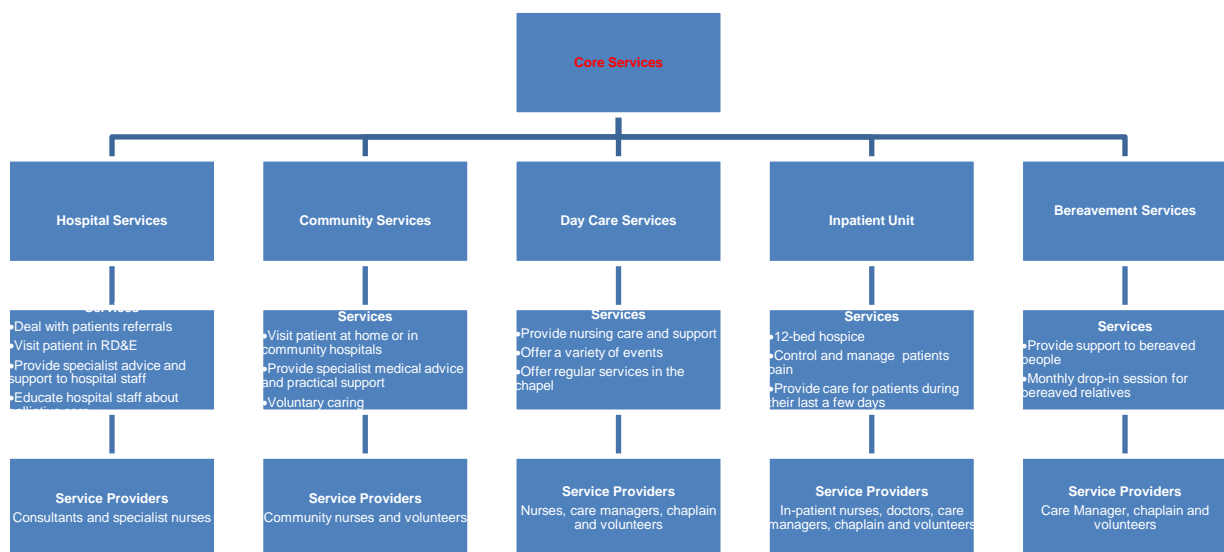 Core Services
Hospital Services
Community Services
Day Care Services
Inpatient Unit
Bereavement Services
Services
•Deal with patients referrals
•Visit patient in RD&E
•Provide specialist advice and
support to hospital staff
•Educate hospital staff about
Services
•Visit patient at home or in
community hospitals
•Provide specialist medical advice
and practical support
•Voluntary caring
Services
•Provide nursing care and support
•Offer a variety of events
•Offer regular services in the
chapel
Services
•12-bed hospice
•Control and manage patients
pain
•Provide care for patients during
their last a few days
Services
•Provide support to bereaved
people
•Monthly drop-in session for
bereaved relatives
Service Providers
Consultants and specialist nurses
Service Providers
Community nurses and volunteers
Service Providers
Nurses, care managers, chaplain
and volunteers
Service Providers
In-patient nurses, doctors, care
managers, chaplain and volunteers
Service Providers
Care Manager, chaplain and
volunteers